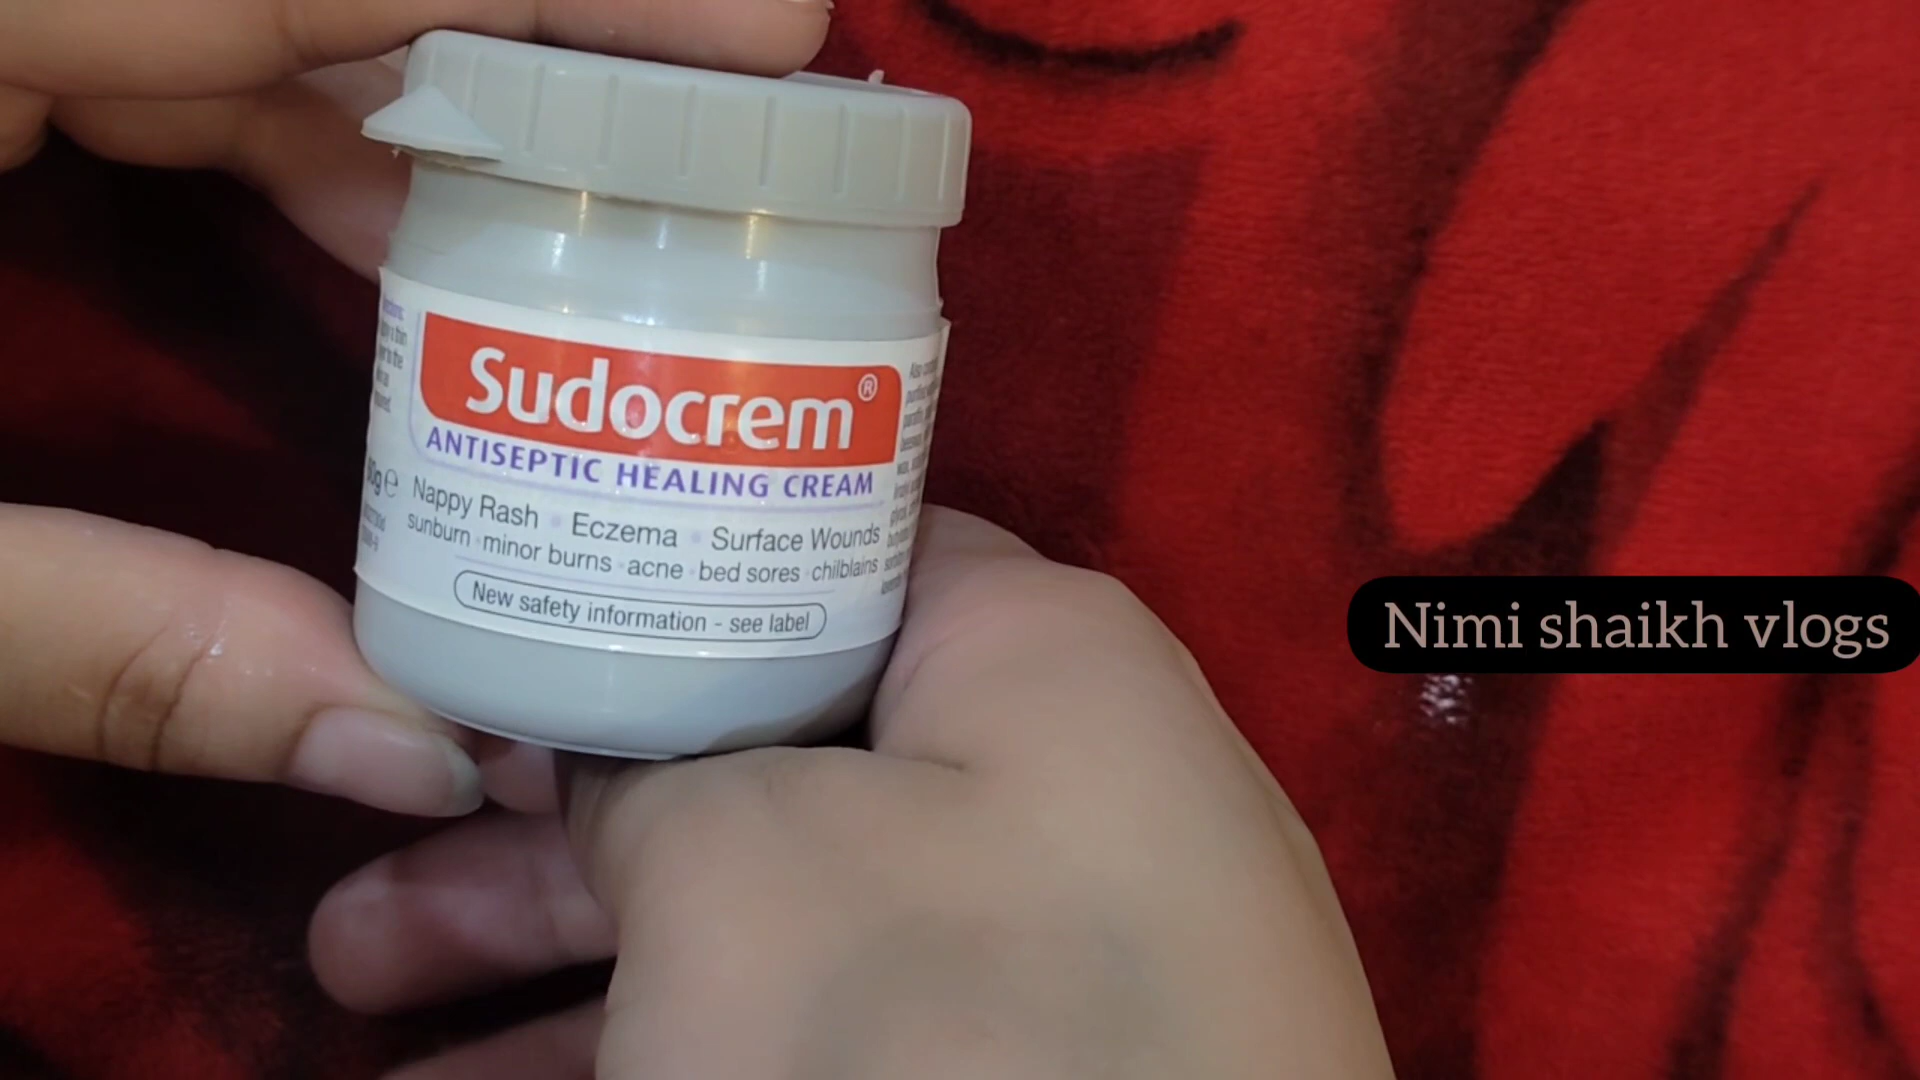 Sudocrem®
ANTISEPTIC HEALING CREAM
Nappy Rash • Eczema • Surface Wounds
sunburn • minor burns • acne • bed sores • chilblains
New safety information - see label
Nimi shaikh vlogs